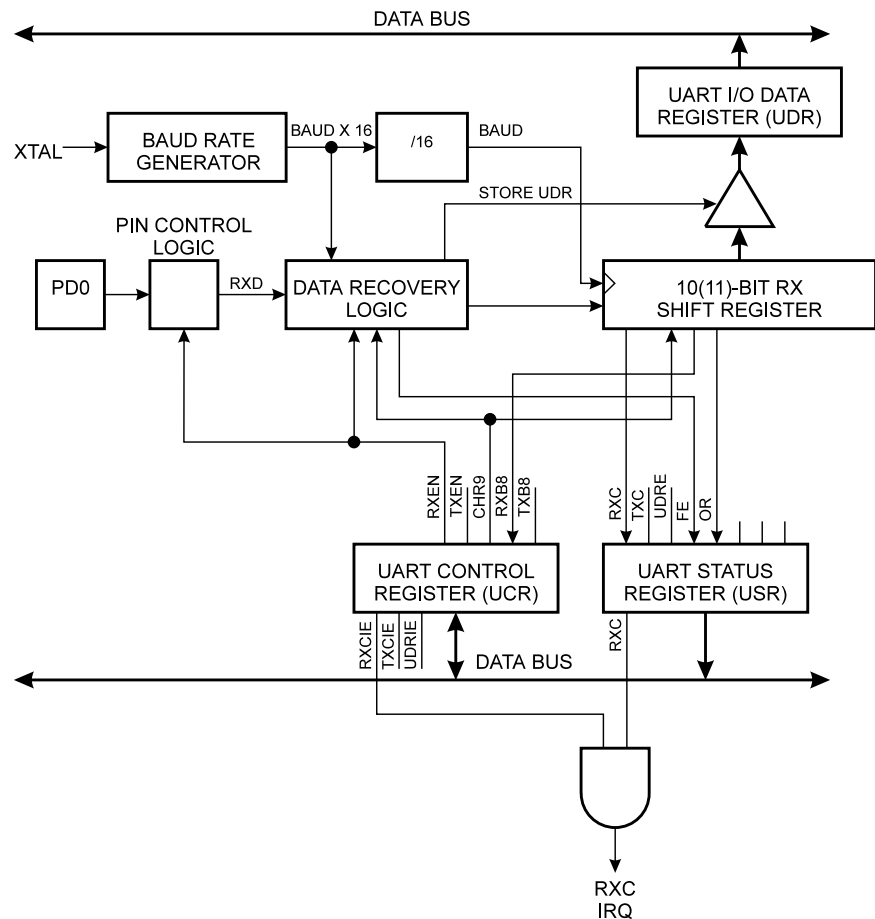 DATA BUS
UART I/O DATA
REGISTER (UDR)
XTAL
BAUD RATE
GENERATOR
BAUD X 16
/16
BAUD
STORE UDR
PIN CONTROL
LOGIC
PD0
RXD
DATA RECOVERY
LOGIC
10(11)-BIT RX
SHIFT REGISTER
RXEN
TXEN
CHR9
RXB8
TXB8
RXC
TXC
UDRE
FE
OR
UART CONTROL
REGISTER (UCR)
UART STATUS
REGISTER (USR)
RXCIE
TXCIE
UDRIE
RXC
DATA BUS
RXC
IRQ